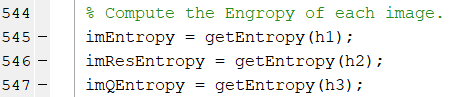 544 % Compute the Engropy of each image.
545 - imEntropy = getEntropy(h1);
546 - imResEntropy = getEntropy(h2);
547 - imQEntropy = getEntropy(h3);